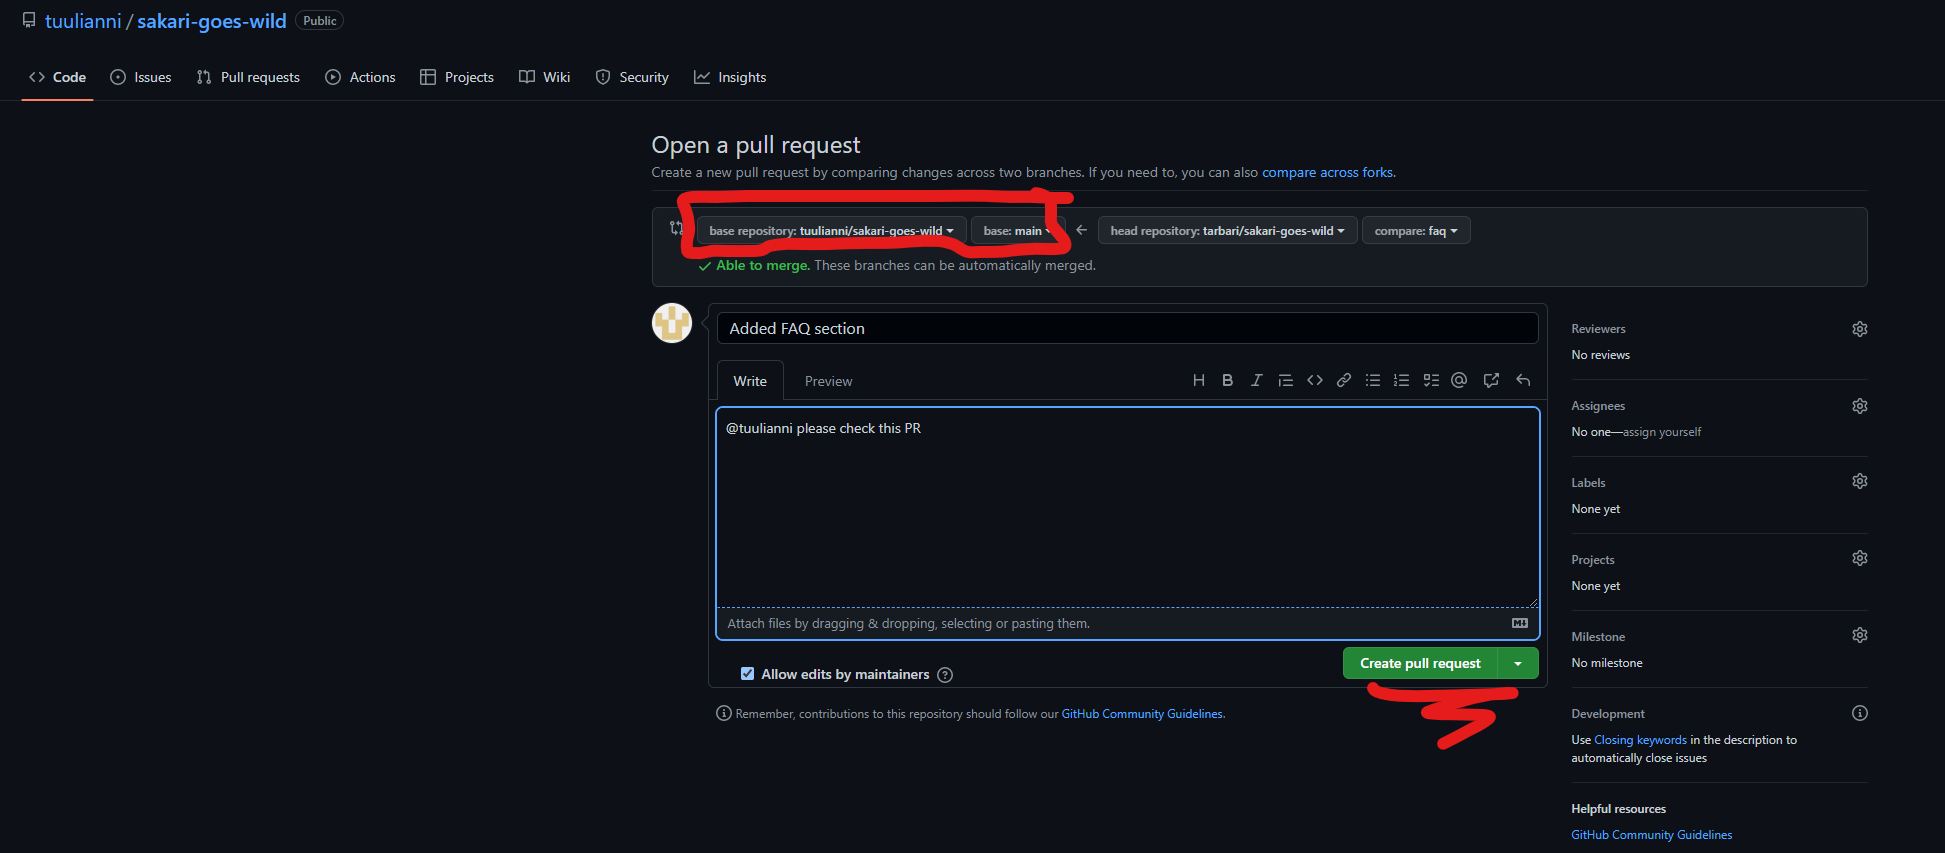 tuulianni / sakari-goes-wild Public
Code Issues Pull requests Actions Projects Wiki Security Insights
Open a pull request
Create a new pull request by comparing changes across two branches. If you need to, you can also compare across forks.
base repository: tuulianni/sakari-goes-wild base: main head repository: tarbari/sakari-goes-wild compare: faq
Able to merge. These branches can be automatically merged.
Added FAQ section
Write Preview
@tuulianni please check this PR
Attach files by dragging & dropping, selecting or pasting them.
Allow edits by maintainers
Create pull request
Remember, contributions to this repository should follow our GitHub Community Guidelines.
Reviewers
No reviews
Assignees
No one—assign yourself
Labels
None yet
Projects
None yet
Milestone
No milestone
Development
Use Closing keywords in the description to
automatically close issues
Helpful resources
GitHub Community Guidelines